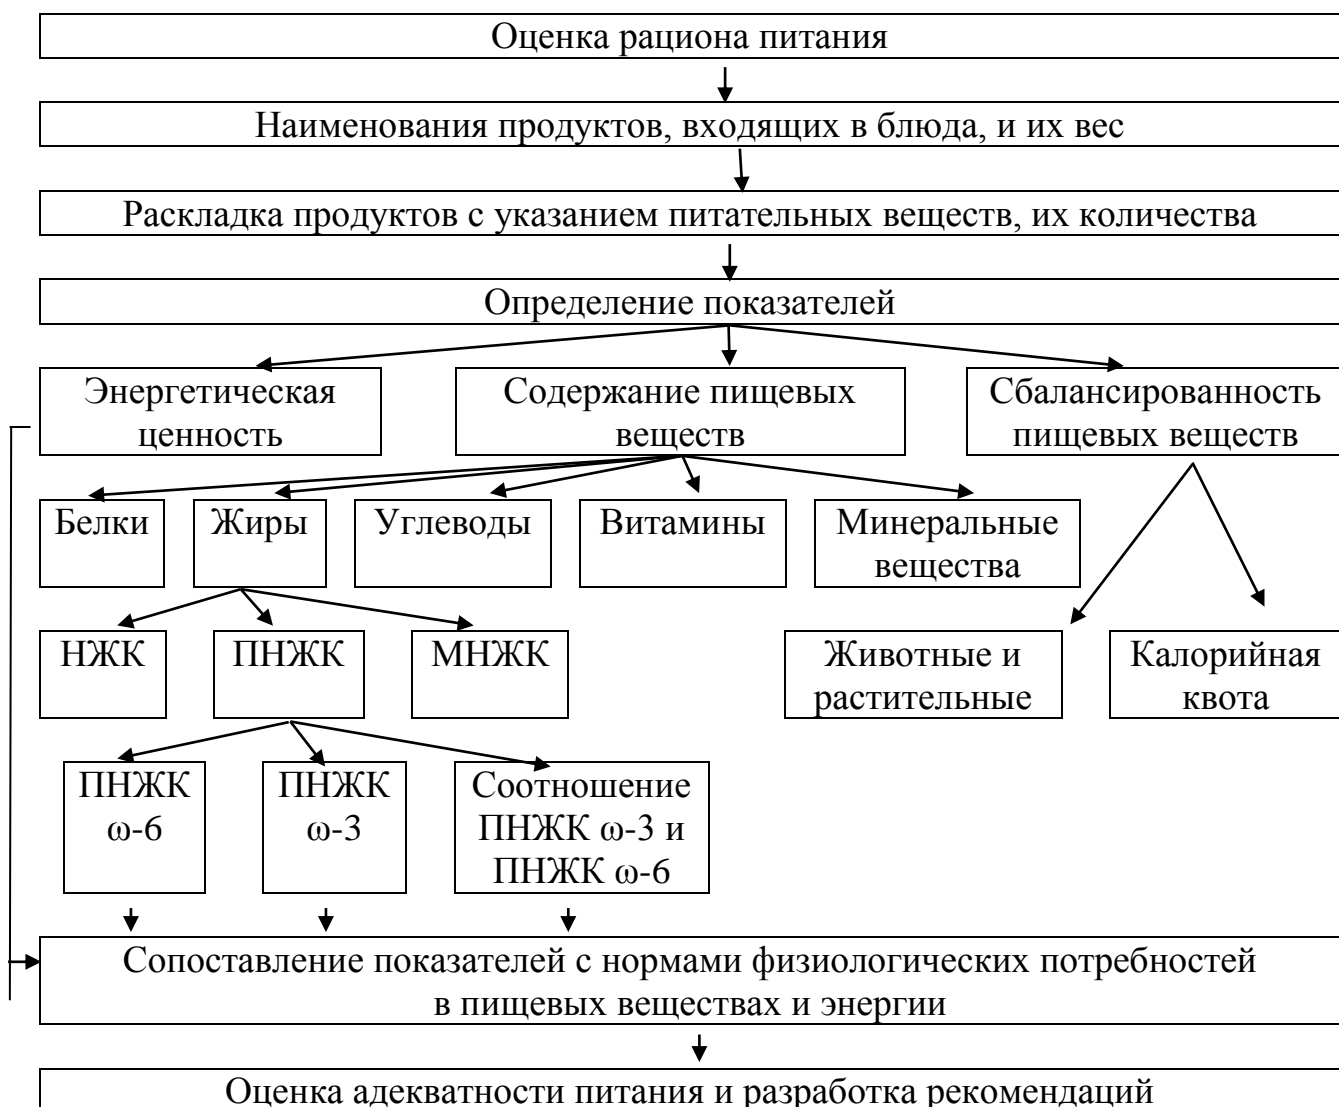 Оценка рациона питания
Наименования продуктов, входящих в блюда, и их вес
Раскладка продуктов с указанием питательных веществ, их количества
Определение показателей
Энергетическая
ценность
Содержание пищевых
веществ
Сбалансированность
пищевых веществ
Белки
Жиры
Углеводы
Витамины
Минеральные
вещества
НЖК
ПНЖК
МНЖК
Животные и
растительные
Калорийная
квота
ПНЖК
ω-6
ПНЖК
ω-3
Соотношение
ПНЖК ω-3 и
ПНЖК ω-6
Сопоставление показателей с нормами физиологических потребностей
в пищевых веществах и энергии
Оценка адекватности питания и разработка рекомендаций